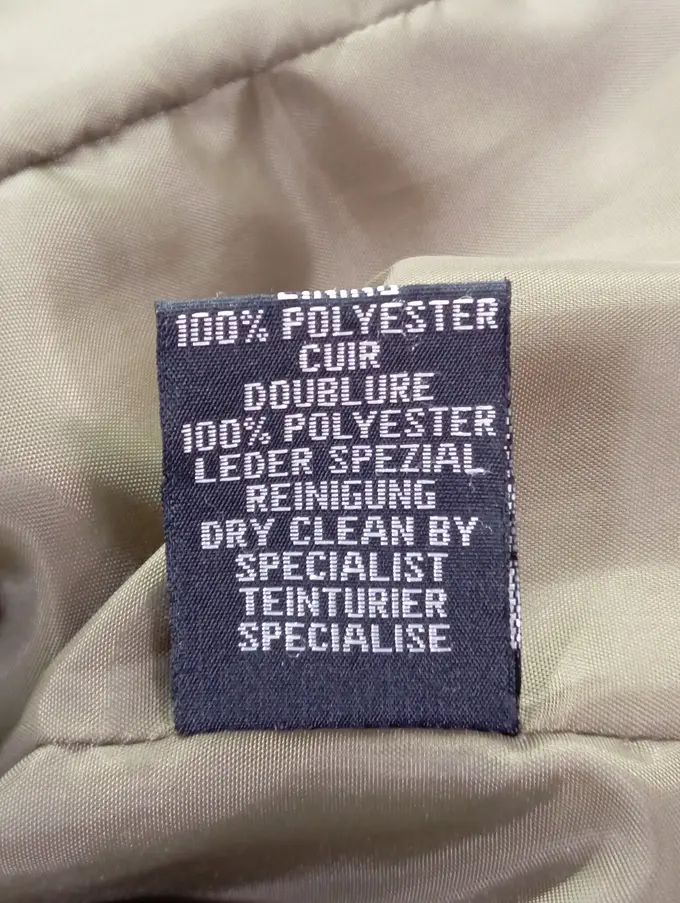 100% POLYESTER
CUIR
DOUBLURE
100% POLYESTER
LEDER SPEZIAL
REINIGUNG
DRY CLEAN BY
SPECIALIST
TEINTURIER
SPECIALISE